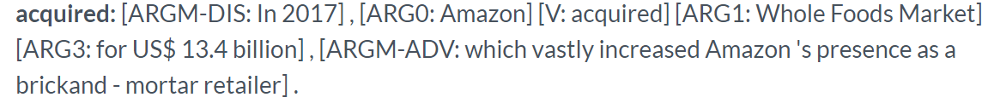 acquired: [ARGM-DIS: In 2017] , [ARG0: Amazon] [V: acquired] [ARG1: Whole Foods Market]
[ARG3: for US$ 13.4 billion] , [ARGM-ADV: which vastly increased Amazon 's presence as a
brickand - mortar retailer] .